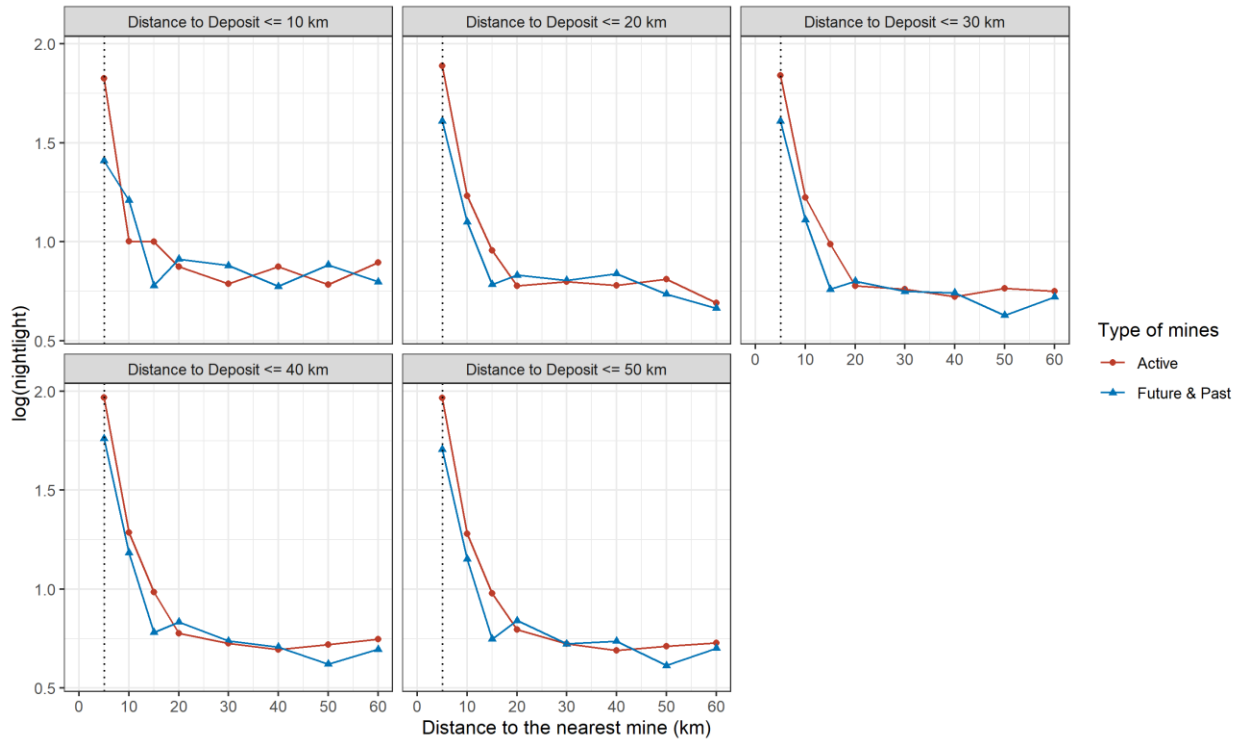 Distance to Deposit <= 10 km
Distance to Deposit <= 20 km
Distance to Deposit <= 30 km
2.0
1.5
1.0
0.5
0 10 20 30 40 50 60
Distance to Deposit <= 40 km
Distance to Deposit <= 50 km
2.0
1.5
1.0
0.5
0 10 20 30 40 50 60
0 10 20 30 40 50 60
log(nightlight)
Distance to the nearest mine (km)
Type of mines
Active
Future & Past